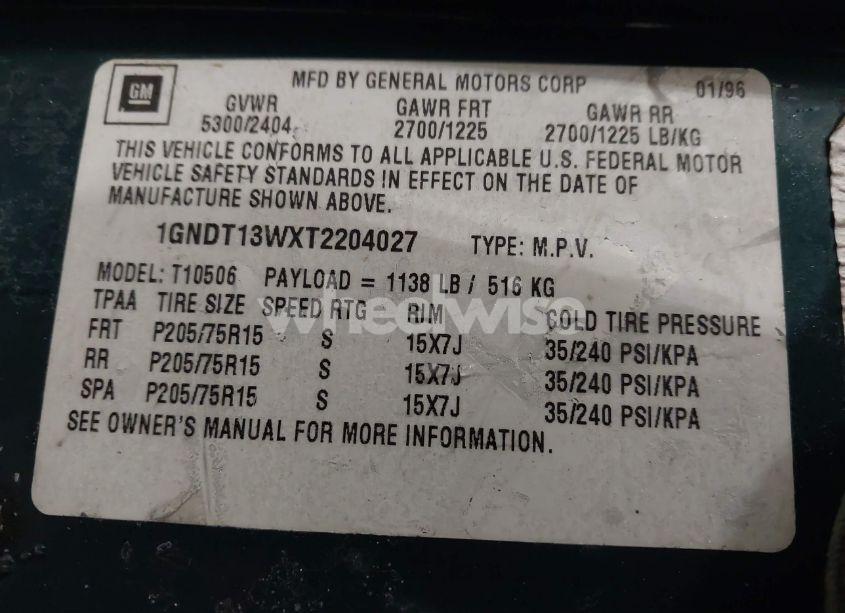 GM
MFD BY GENERAL MOTORS CORP 01/96
GVWR GAWR FRT GAWR RR
5300/2404 2700/1225 2700/1225 LB/KG
THIS VEHICLE CONFORMS TO ALL APPLICABLE U.S. FEDERAL MOTOR
VEHICLE SAFETY STANDARDS IN EFFECT ON THE DATE OF
MANUFACTURE SHOWN ABOVE.
1GNDT13WXT2204027 TYPE: M.P.V.
MODEL: T10506 PAYLOAD = 1138 LB / 516 KG
TPAA TIRE SIZE SPEED RTG RIM COLD TIRE PRESSURE
FRT P205/75R15 S 15X7J 35/240 PSI/KPA
RR P205/75R15 S 15X7J 35/240 PSI/KPA
SPA P205/75R15 S 15X7J 35/240 PSI/KPA
SEE OWNER'S MANUAL FOR MORE INFORMATION.
wheelwise